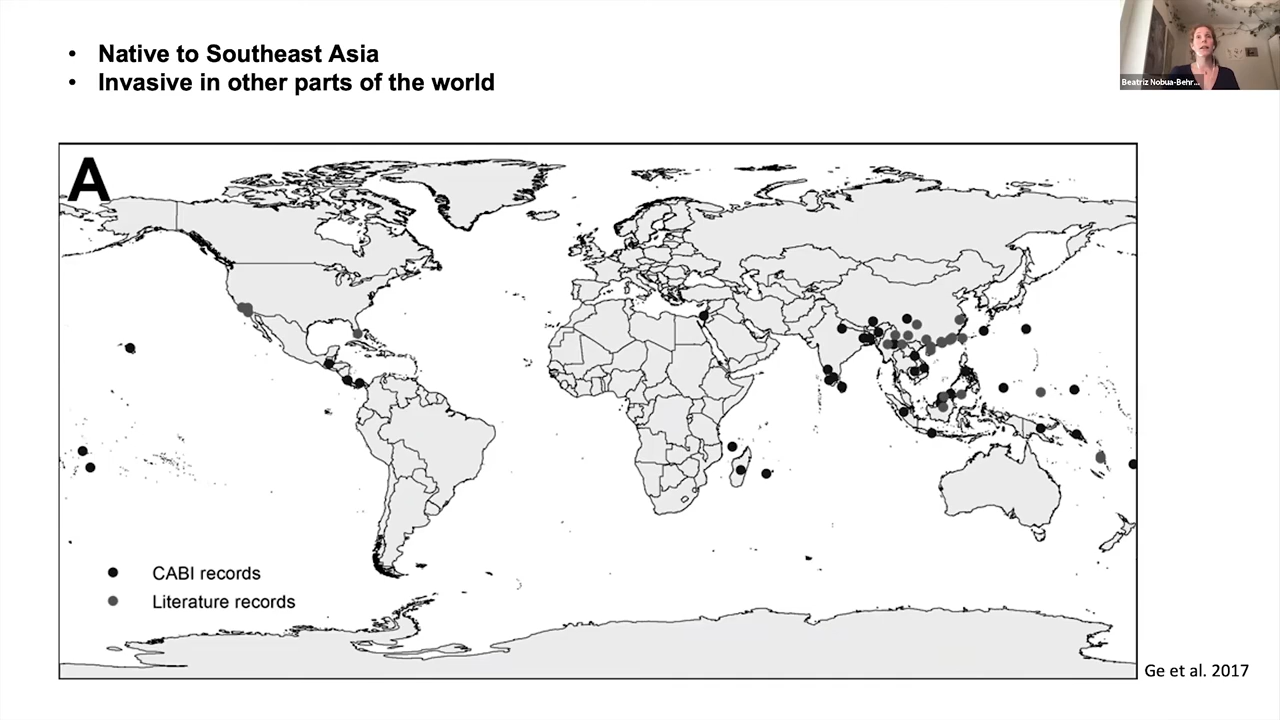 • Native to Southeast Asia
• Invasive in other parts of the world
Beatriz Nobua-Behr...
A
CABI records
Literature records
Ge et al. 2017